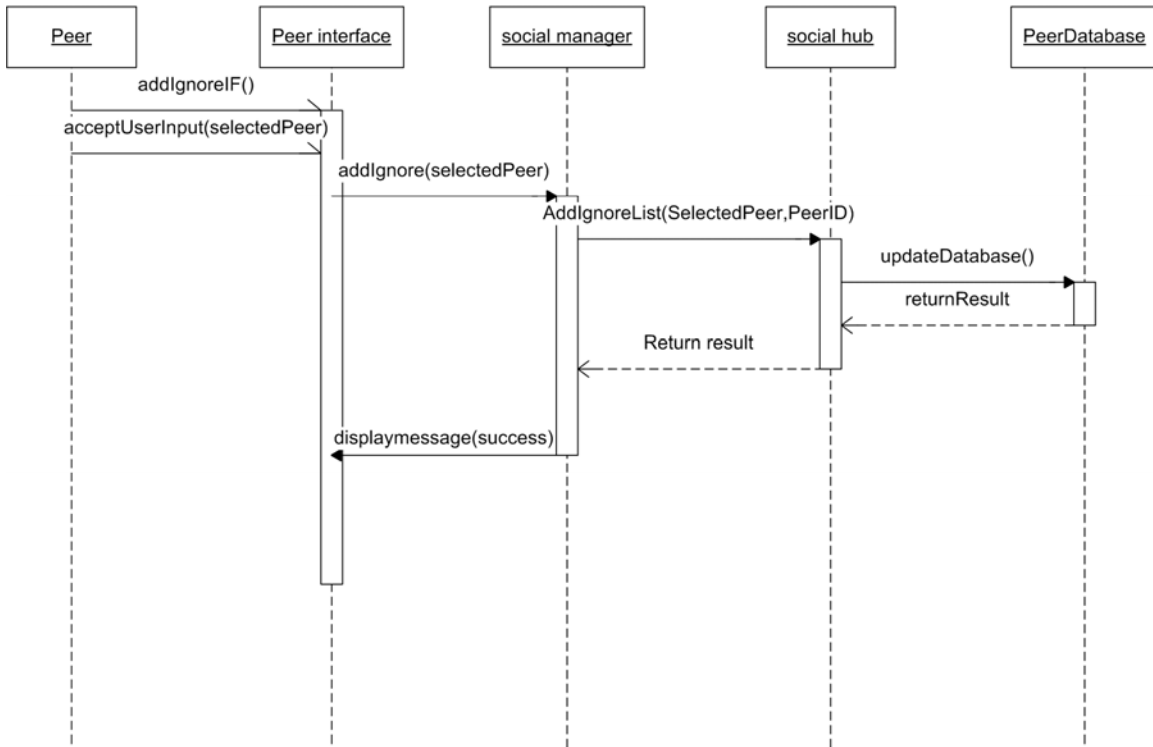 Peer
Peer interface
social manager
social hub
PeerDatabase
addIgnoreIF()
acceptUserInput(selectedPeer)
addIgnore(selectedPeer)
AddIgnoreList(SelectedPeer,PeerID)
updateDatabase()
returnResult
Return result
displaymessage(success)